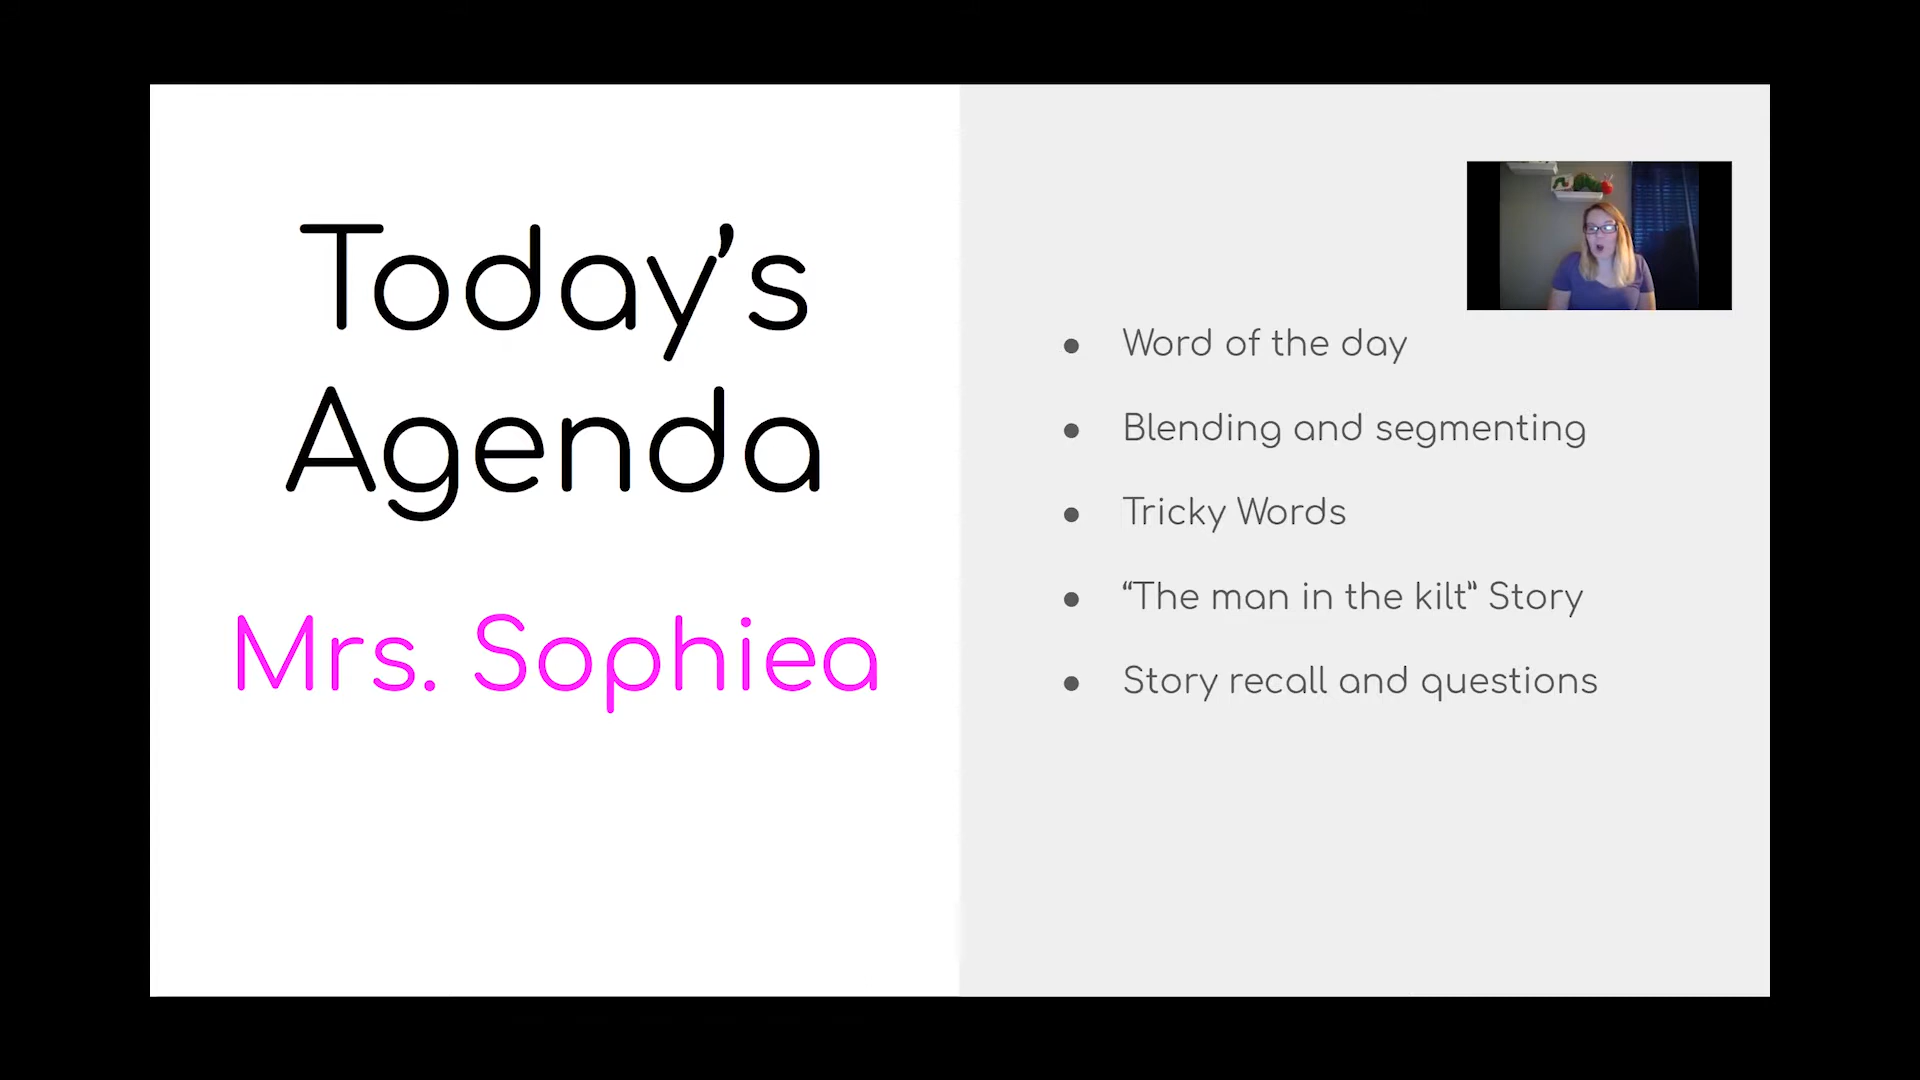 Today’s
Agenda
Mrs. Sophiea
Word of the day
Blending and segmenting
Tricky Words
“The man in the kilt” Story
Story recall and questions